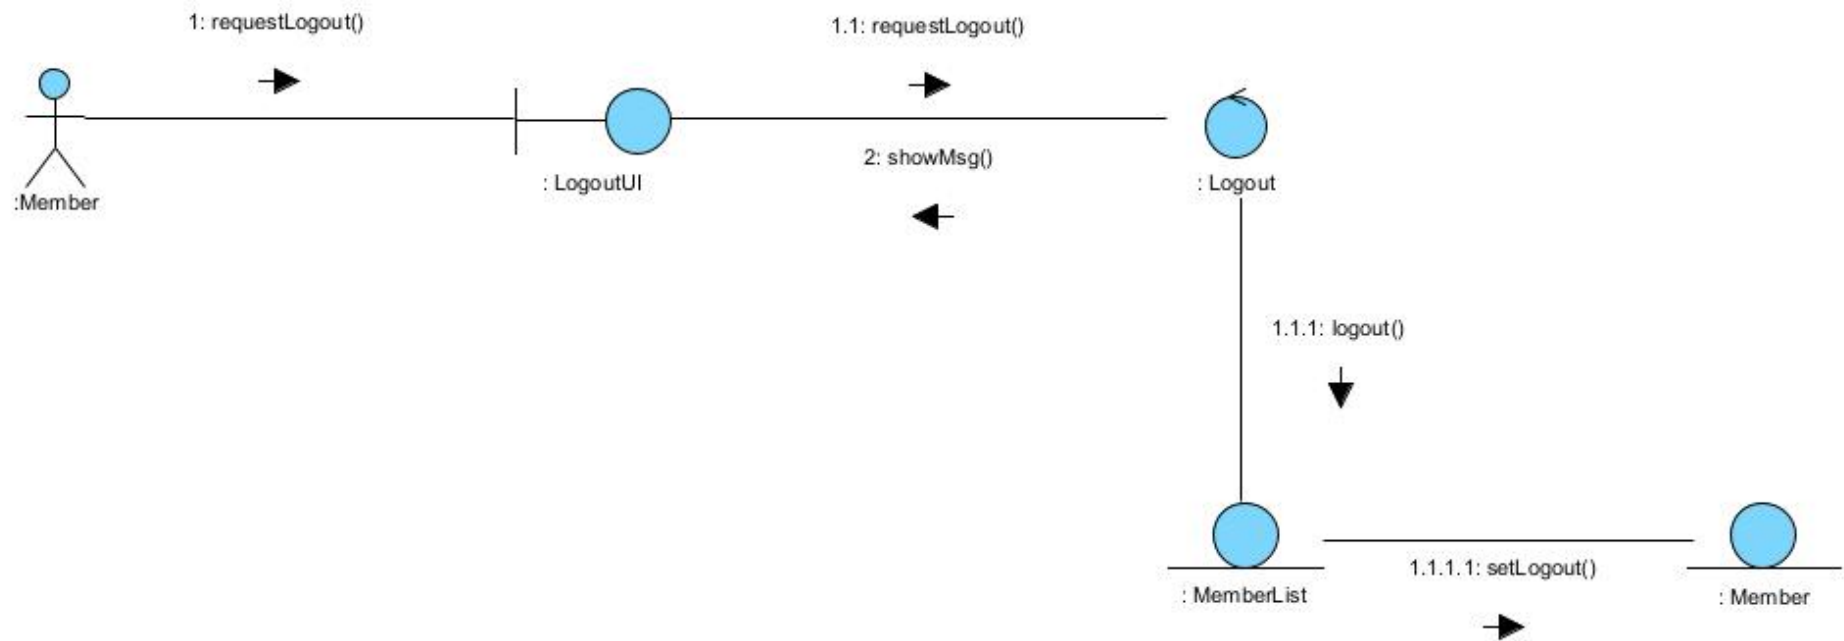 1: requestLogout()
1.1: requestLogout()
2: showMsg()
:Member
: LogoutUI
: Logout
1.1.1: logout()
1.1.1.1: setLogout()
: MemberList
: Member